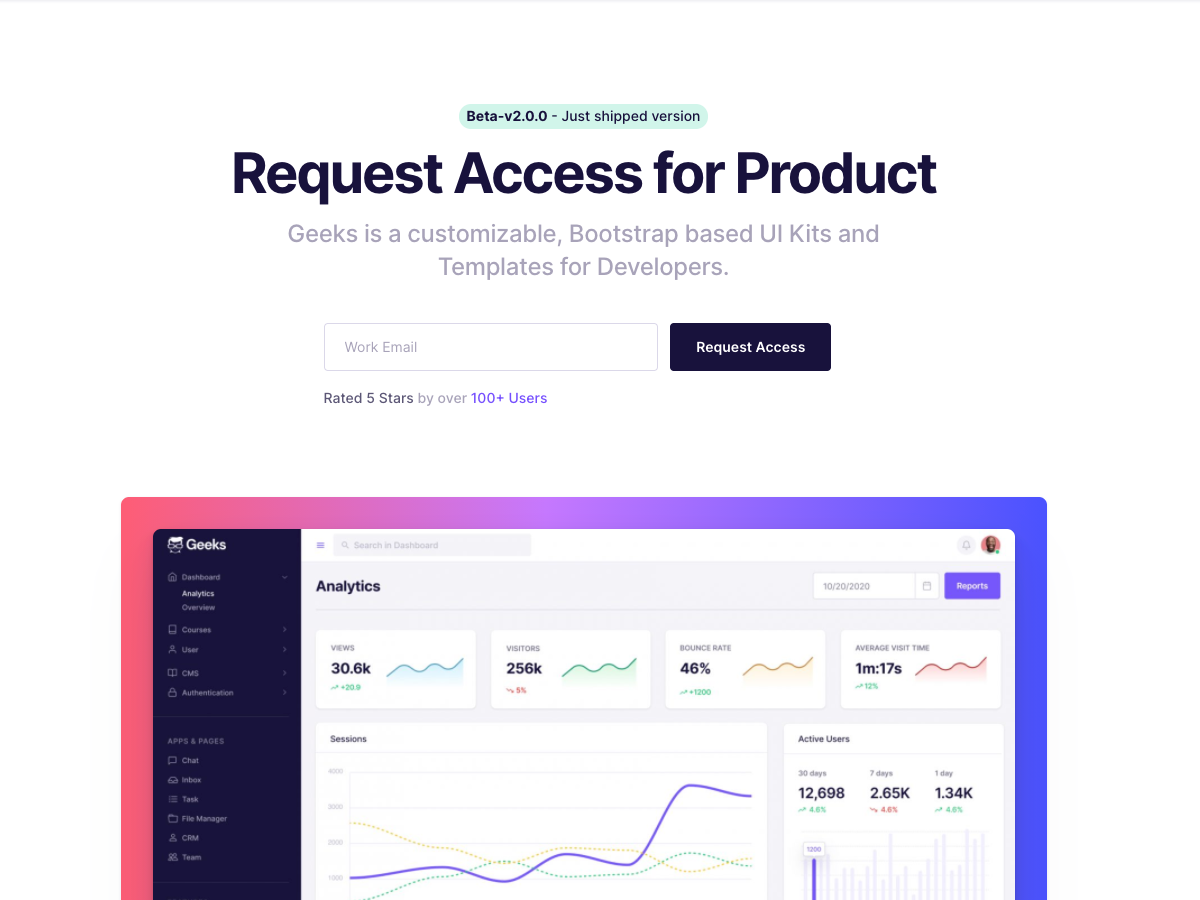 Beta-v2.0.0 - Just shipped version
Request Access for Product
Geeks is a customizable, Bootstrap based UI Kits and
Templates for Developers.
Work Email
Request Access
Rated 5 Stars by over 100+ Users
Geeks
Dashboard
Analytics
Overview
Courses
User
CMS
Authentication
APPS & PAGES
Chat
Inbox
Task
File Manager
CRM
Team
Search in Dashboard
Analytics
10/20/2020
Reports
VIEWS
30.6k
+20.9
VISITORS
256k
5%
BOUNCE RATE
46%
+1200
AVERAGE VISIT TIME
1m:17s
12%
Sessions
4000
3000
2000
1000
Active Users
30 days
7 days
1 day
12,698
2.65K
1.34K
4.6%
4.6%
4.6%
1200